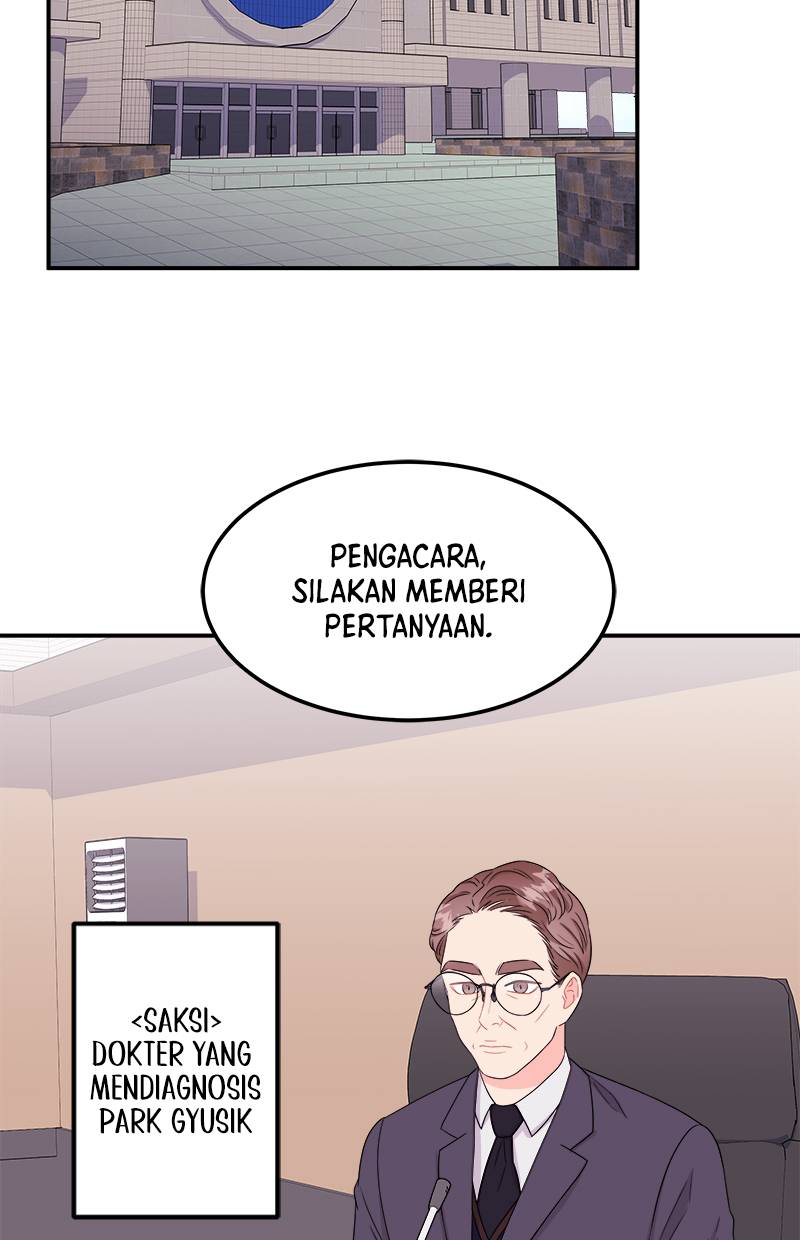 PENGACARA,
SILAKAN MEMBERI
PERTANYAAN.
<SAKSI>
DOKTER YANG
MENDIAGNOSIS
PARK GYUSIK